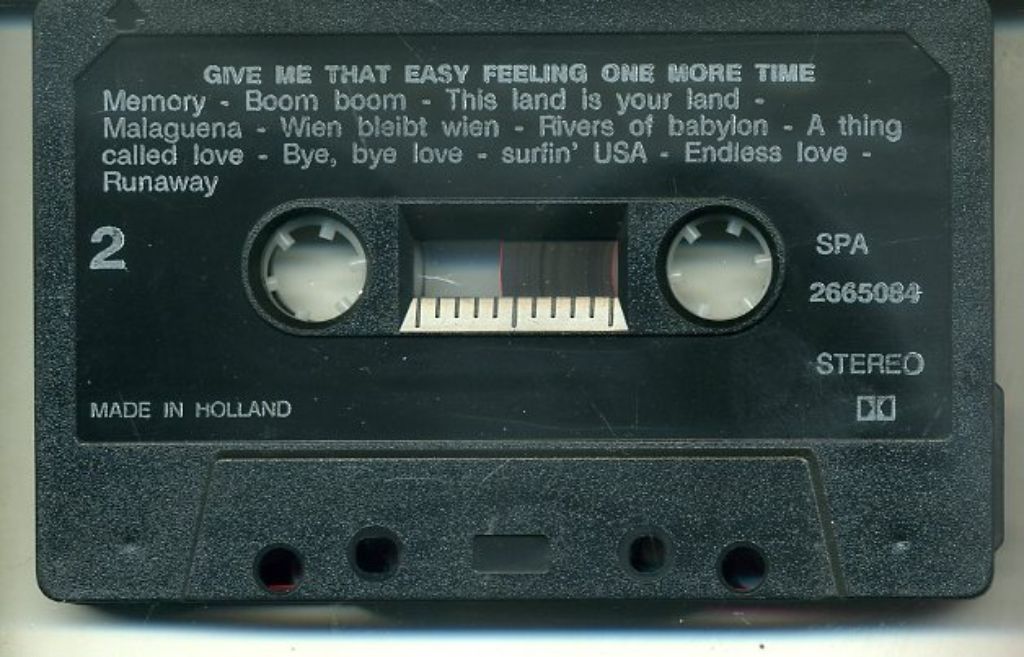 GIVE ME THAT EASY FEELING ONE MORE TIME
Memory - Boom boom - This land is your land -
Malaguena - Wien bleibt wien - Rivers of babylon - A thing
called love - Bye, bye love - surfin' USA - Endless love -
Runaway
2
SPA
2665084
STEREO
MADE IN HOLLAND